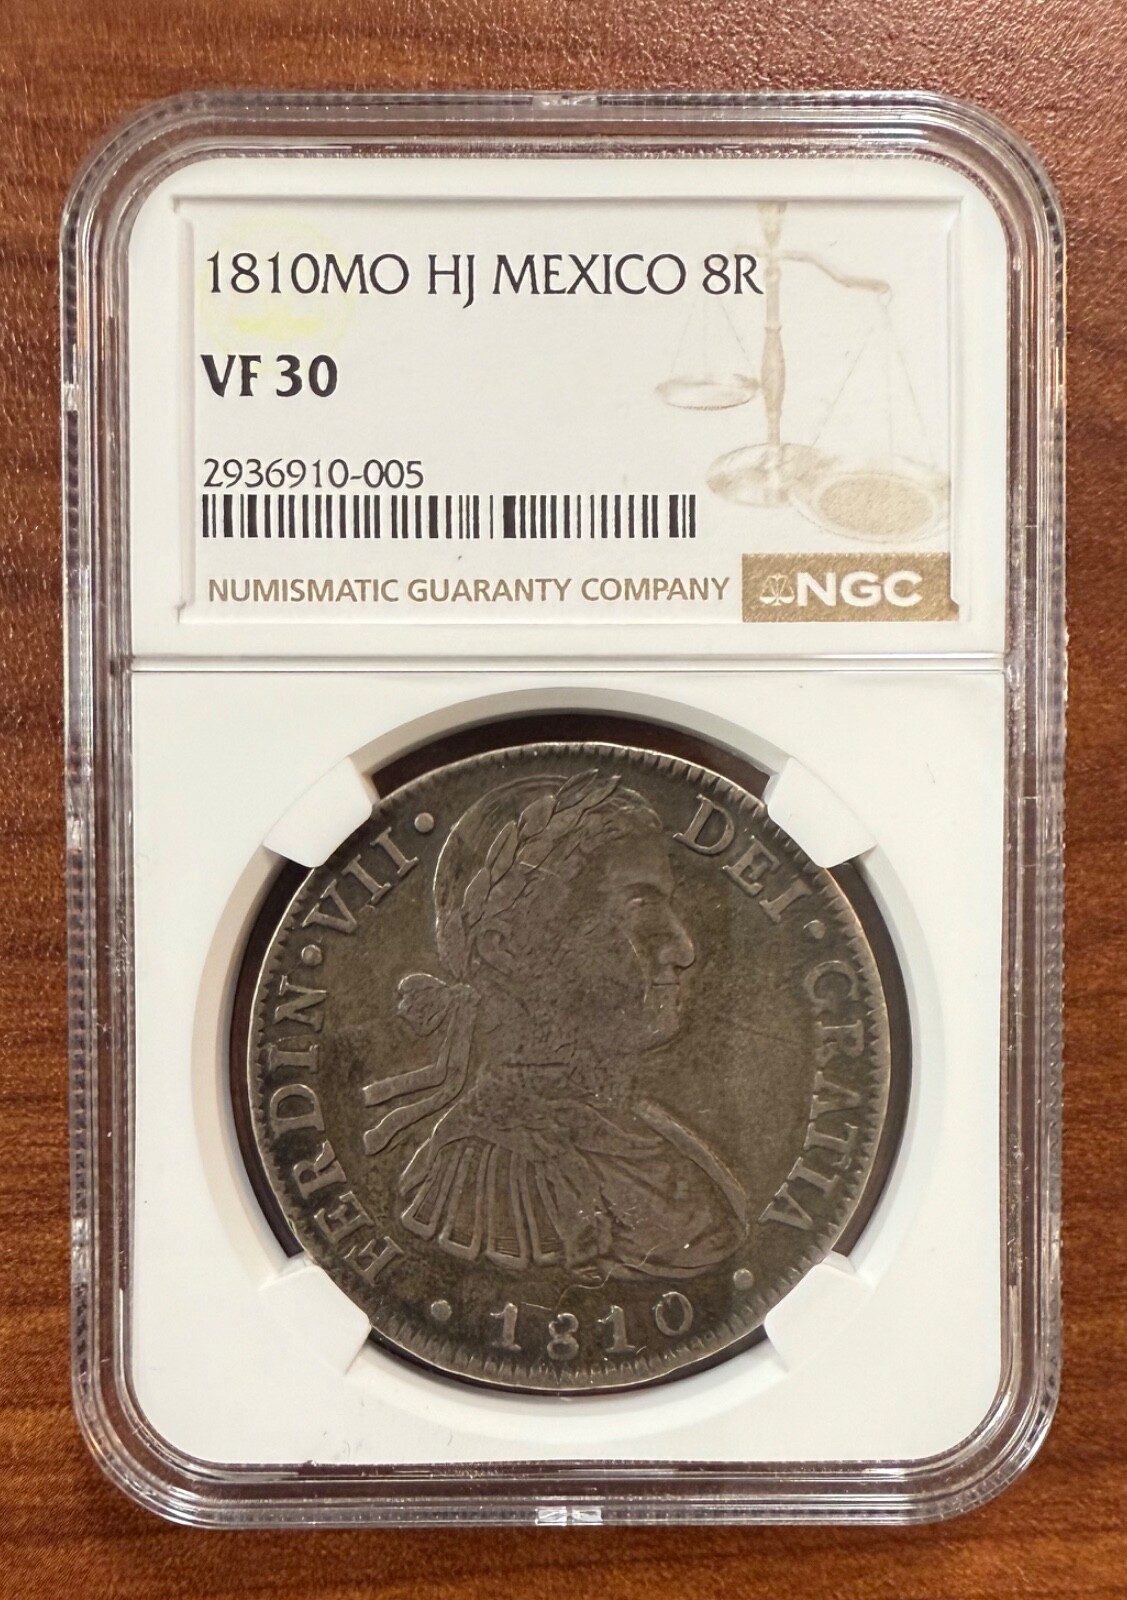 1810MO HJ MEXICO 8R
VF 30
2936910-005
NUMISMATIC GUARANTY COMPANY
NGC
FERDIN · VII · DEI · GRATIA
· 1810 ·